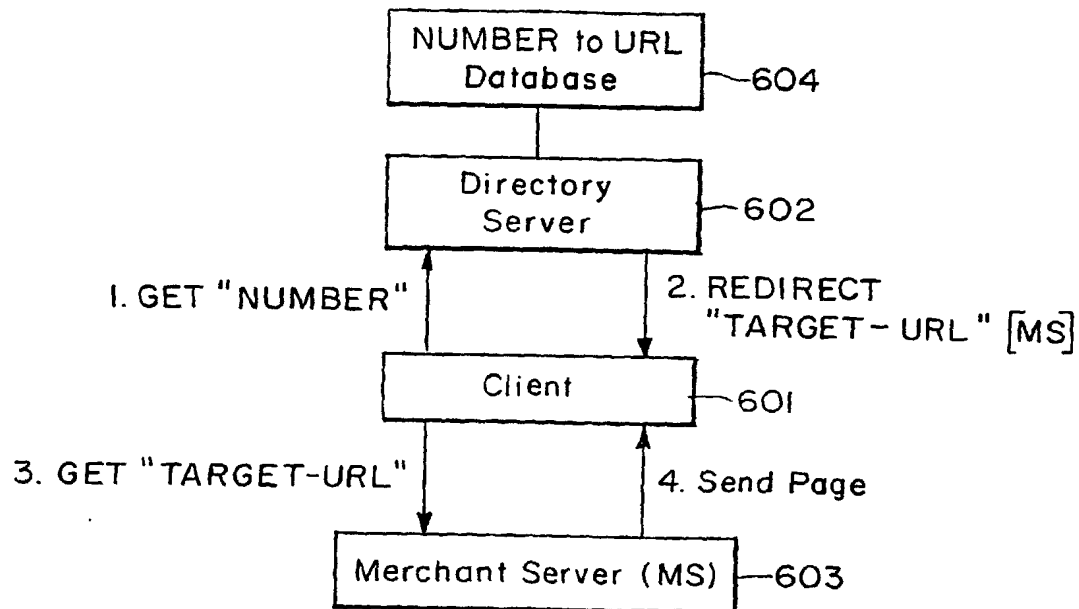 NUMBER to URL
Database
604
Directory
Server
602
1. GET "NUMBER"
2. REDIRECT
"TARGET-URL" [MS]
Client
601
3. GET "TARGET-URL"
4. Send Page
Merchant Server (MS)
603